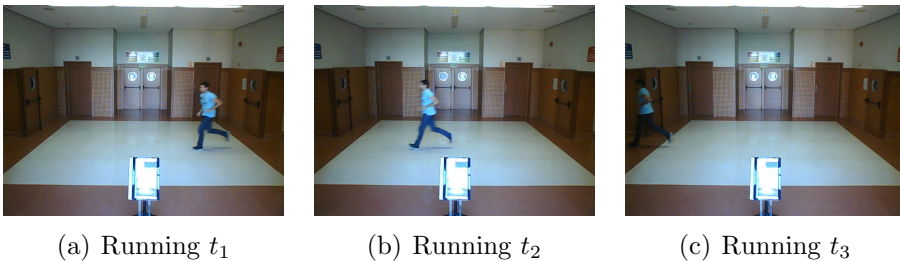 (a) Running t₁
(b) Running t₂
(c) Running t₃